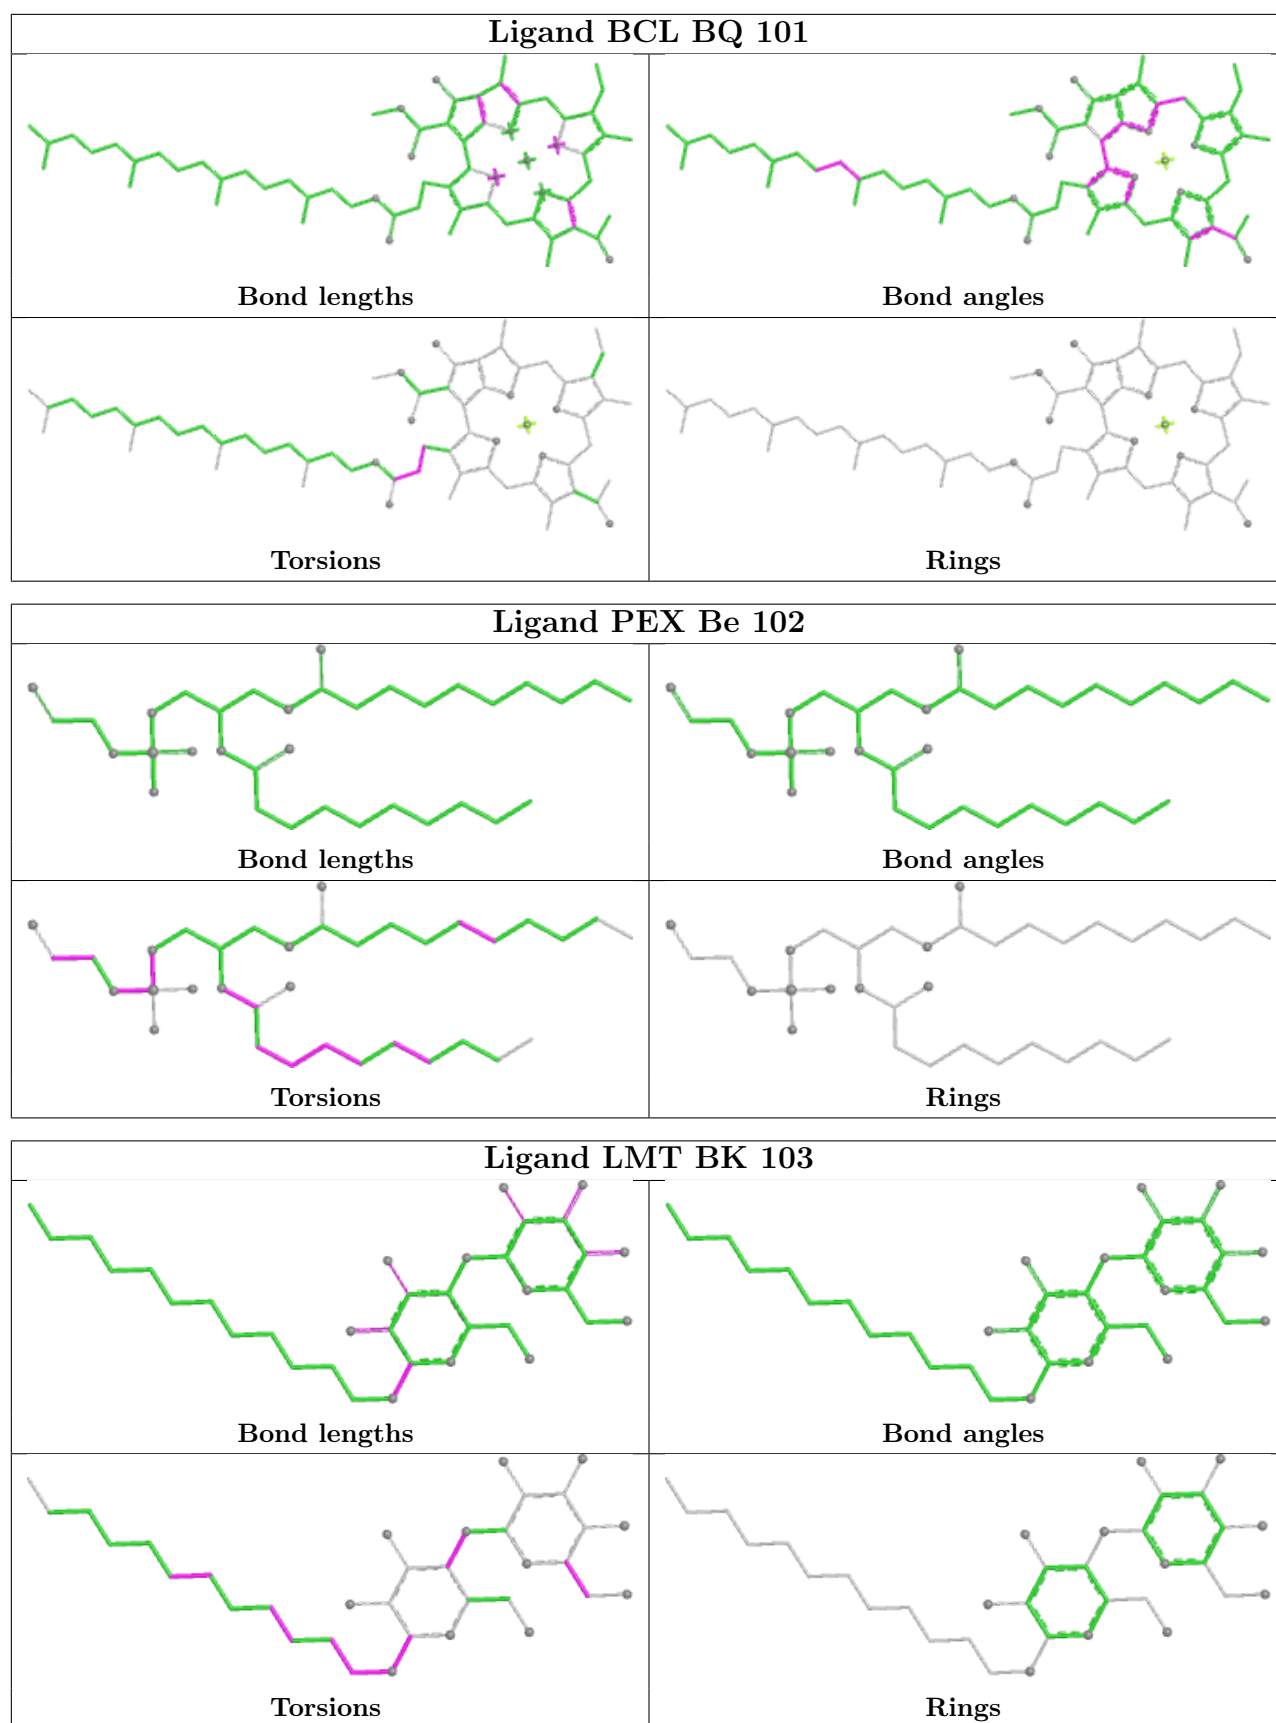 Ligand BCL BQ 101
Bond lengths
Bond angles
Torsions
Rings
Ligand PEX Be 102
Bond lengths
Bond angles
Torsions
Rings
Ligand LMT BK 103
Bond lengths
Bond angles
Torsions
Rings